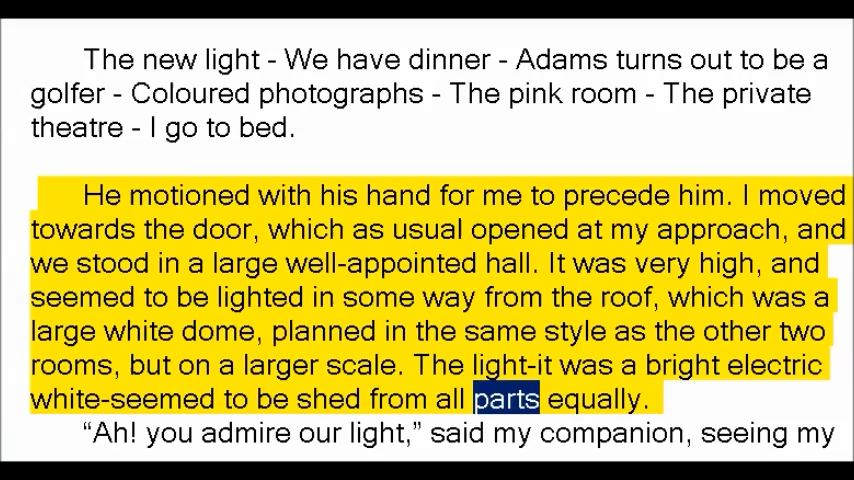 The new light - We have dinner - Adams turns out to be a
golfer - Coloured photographs - The pink room - The private
theatre - I go to bed.
He motioned with his hand for me to precede him. I moved
towards the door, which as usual opened at my approach, and
we stood in a large well-appointed hall. It was very high, and
seemed to be lighted in some way from the roof, which was a
large white dome, planned in the same style as the other two
rooms, but on a larger scale. The light-it was a bright electric
white-seemed to be shed from all parts equally.
“Ah! you admire our light,” said my companion, seeing my